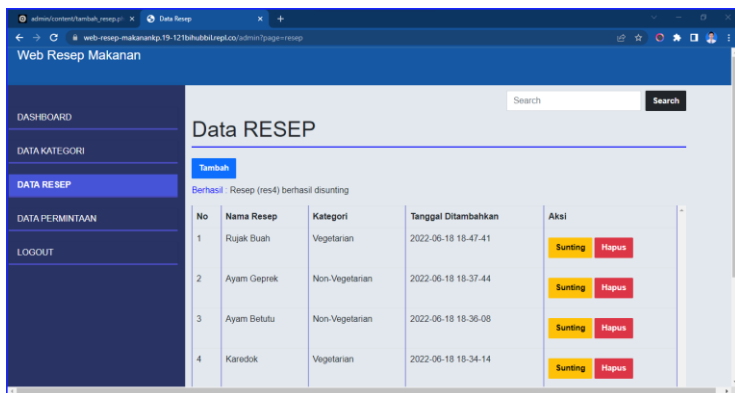 admin/content/tambah_resep.p
Data Resep
web-resep-makanankp.19-121bihubbil.repl.co/admin?page=resep
Web Resep Makanan
Search
Search
DASHBOARD
DATA KATEGORI
DATA RESEP
DATA PERMINTAAN
LOGOUT
Data RESEP
Tambah
Berhasil : Resep (res4) berhasil disunting
No Nama Resep Kategori Tanggal Ditambahkan Aksi
1 Rujak Buah Vegetarian 2022-06-18 18-47-41 Sunting Hapus
2 Ayam Geprek Non-Vegetarian 2022-06-18 18-37-44 Sunting Hapus
3 Ayam Betutu Non-Vegetarian 2022-06-18 18-36-08 Sunting Hapus
4 Karedok Vegetarian 2022-06-18 18-34-14 Sunting Hapus